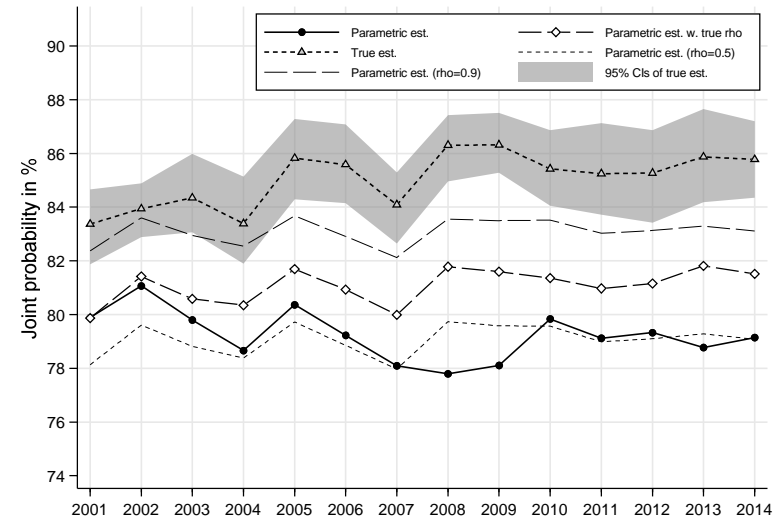 Parametric est.
Parametric est. w. true rho
True est.
Parametric est. (rho=0.5)
Parametric est. (rho=0.9)
95% CIs of true est.
Joint probability in %
90
88
86
84
82
80
78
76
74
2001 2002 2003 2004 2005 2006 2007 2008 2009 2010 2011 2012 2013 2014